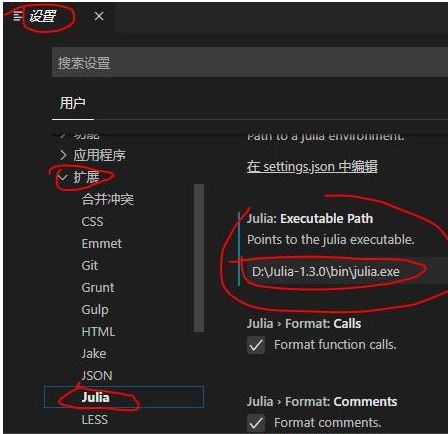 设置
搜索设置
用户
功能
应用程序
扩展
合并冲突
CSS
Emmet
Git
Grunt
Gulp
HTML
Jake
JSON
Julia
LESS
Path to a julia environment.
在 settings.json 中编辑
Julia: Executable Path
Points to the julia executable.
D:\Julia-1.3.0\bin\julia.exe
Julia › Format: Calls
Format function calls.
Julia › Format: Comments
Format comments.